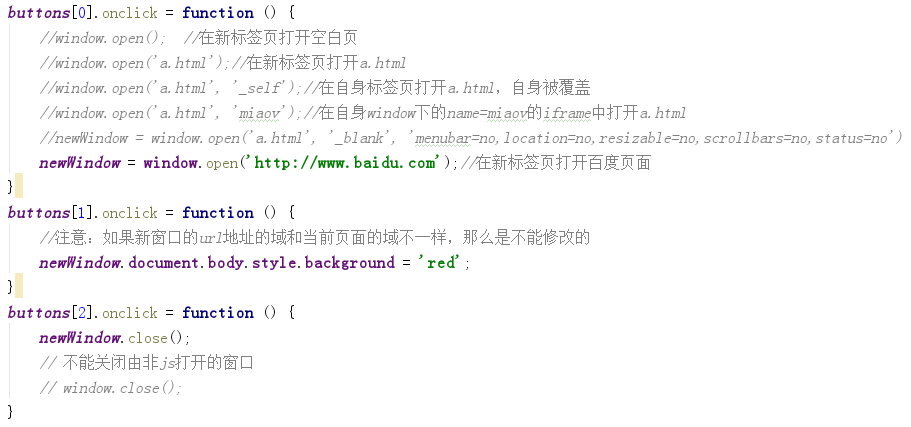 buttons[0].onclick = function () {
//window.open();  //在新标签页打开空白页
//window.open('a.html');//在新标签页打开a.html
//window.open('a.html', '_self');//在自身标签页打开a.html，自身被覆盖
//window.open('a.html', 'miaov');//在自身window下的name=miaov的iframe中打开a.html
//newWindow = window.open('a.html', '_blank', 'menubar=no,location=no,resizable=no,scrollbars=no,status=no')
newWindow = window.open('http://www.baidu.com');//在新标签页打开百度页面
}
buttons[1].onclick = function () {
//注意：如果新窗口的url地址的域和当前页面的域不一样，那么是不能修改的
newWindow.document.body.style.background = 'red';
}
buttons[2].onclick = function () {
newWindow.close();
// 不能关闭由非js打开的窗口
// window.close();
}